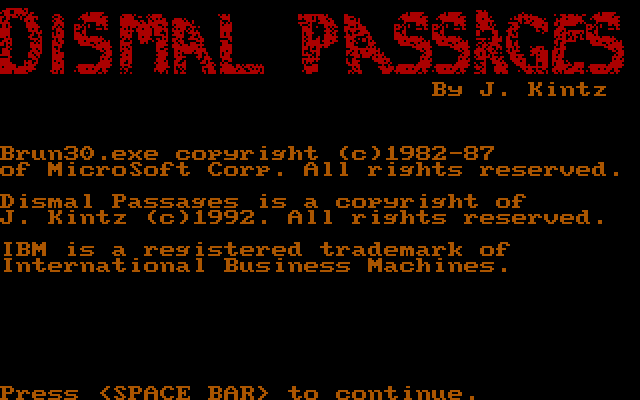 DISMAL PASSAGES
By J. Kintz
Brun30.exe copyright (c)1982-87
of MicroSoft Corp. All rights reserved.
Dismal Passages is a copyright of
J. Kintz (c)1992. All rights reserved.
IBM is a registered trademark of
International Business Machines.
Press <SPACE BAR> to continue.